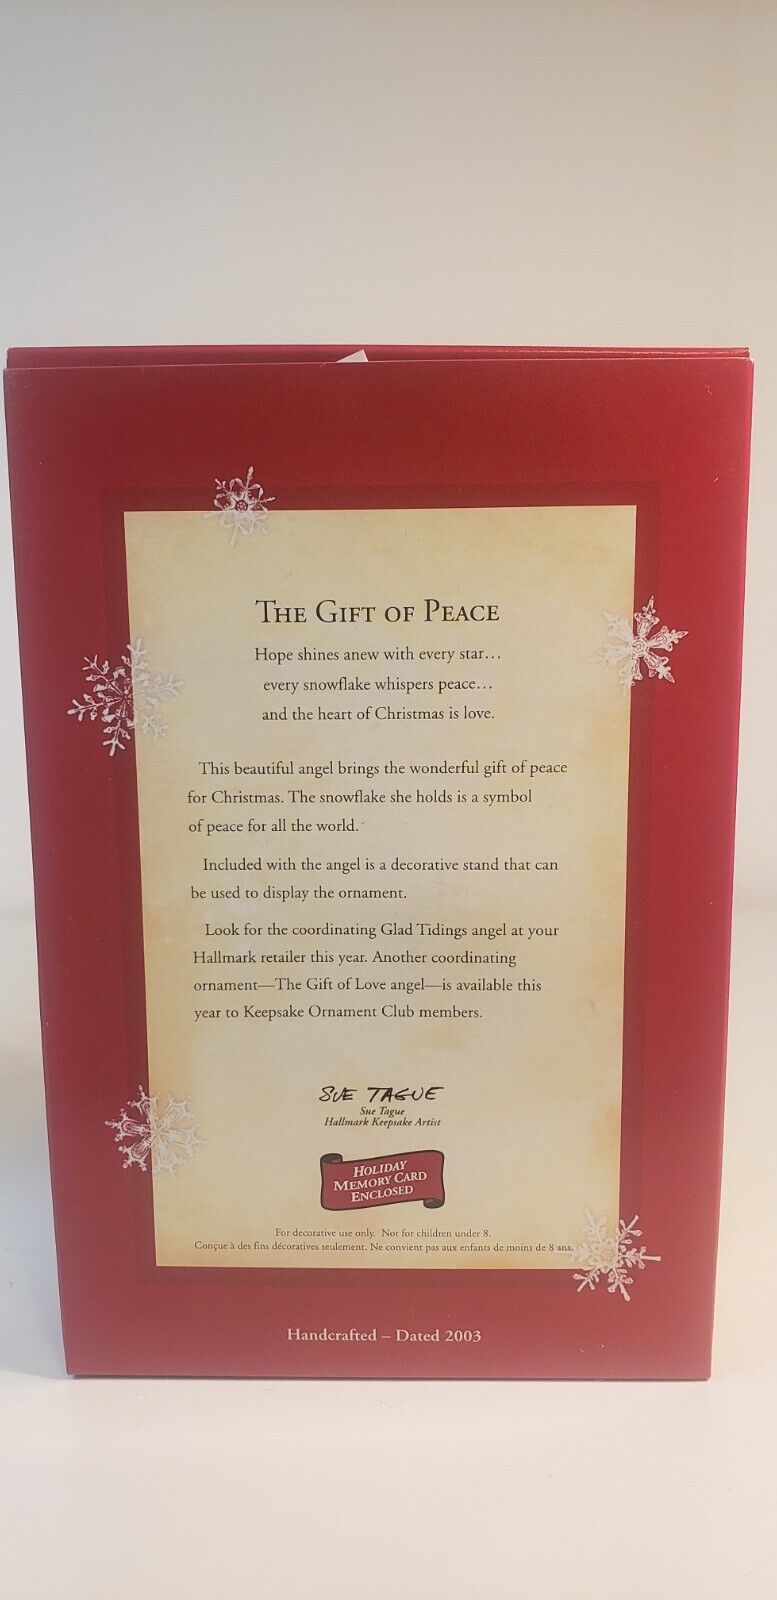 The Gift of Peace
Hope shines anew with every star...
every snowflake whispers peace...
and the heart of Christmas is love.
This beautiful angel brings the wonderful gift of peace
for Christmas. The snowflake she holds is a symbol
of peace for all the world.
Included with the angel is a decorative stand that can
be used to display the ornament.
Look for the coordinating Glad Tidings angel at your
Hallmark retailer this year. Another coordinating
ornament—The Gift of Love angel—is available this
year to Keepsake Ornament Club members.
SUE TAGUE
Sue Tague
Hallmark Keepsake Artist
HOLIDAY
MEMORY CARD
ENCLOSED
For decorative use only. Not for children under 8.
Conçue à des fins décoratives seulement. Ne convient pas aux enfants de moins de 8 ans.
Handcrafted – Dated 2003